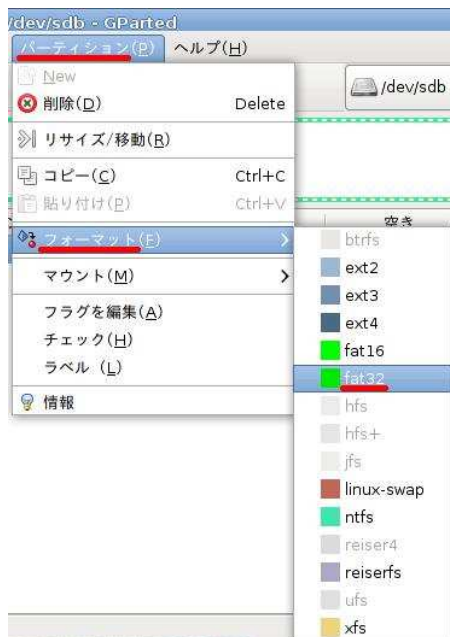 /dev/sdb - GParted
パーティション(P) ヘルプ(H)
New
/dev/sdb
削除(D) Delete
リサイズ/移動(R)
コピー(C) Ctrl+C
貼り付け(P) Ctrl+V
空き
フォーマット(F)
マウント(M)
フラグを編集(A)
チェック(H)
ラベル (L)
情報
btrfs
ext2
ext3
ext4
fat16
fat32
hfs
hfs+
jfs
linux-swap
ntfs
reiser4
reiserfs
ufs
xfs